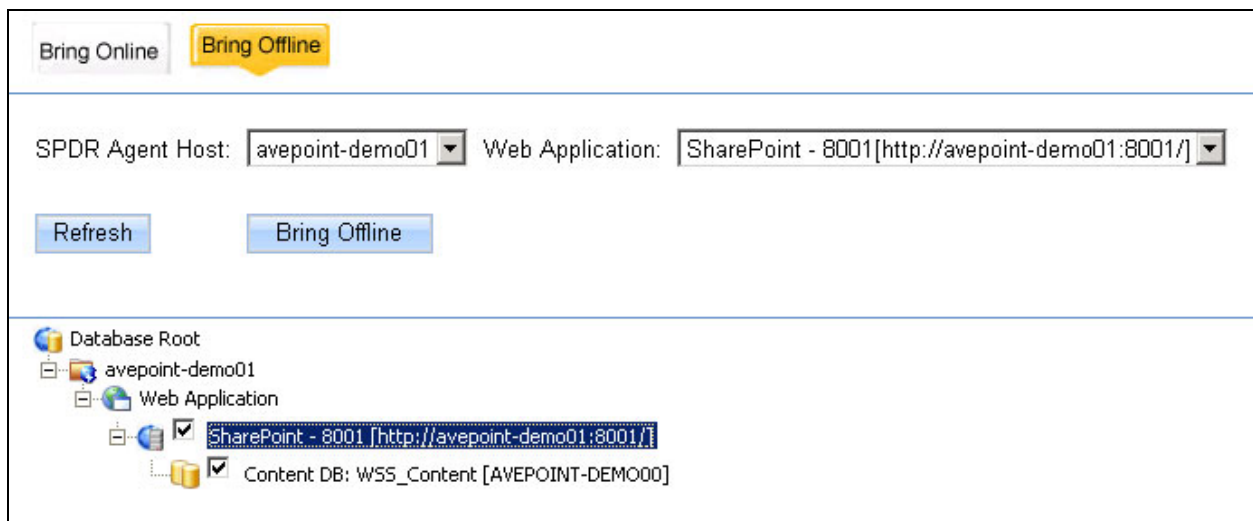 Bring Online
Bring Offline
SPDR Agent Host: avepoint-demo01 Web Application: SharePoint - 8001[http://avepoint-demo01:8001/]
Refresh Bring Offline
Database Root
avepoint-demo01
Web Application
SharePoint - 8001 [http://avepoint-demo01:8001/]
Content DB: WSS_Content [AVEPOINT-DEMO00]